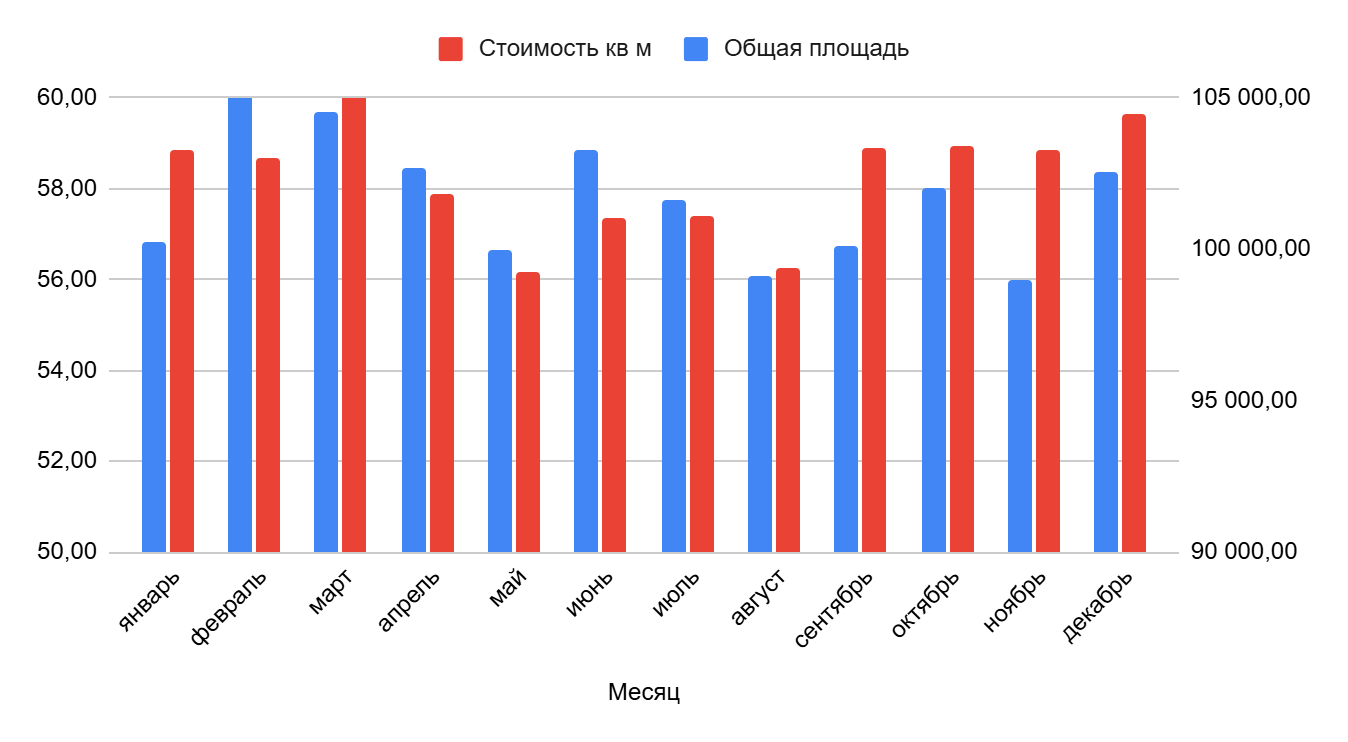 Стоимость кв м Общая площадь
60,00 105 000,00
58,00
100 000,00
56,00
54,00
95 000,00
52,00
50,00 90 000,00
январь февраль март апрель май июнь июль август сентябрь октябрь ноябрь декабрь
Месяц